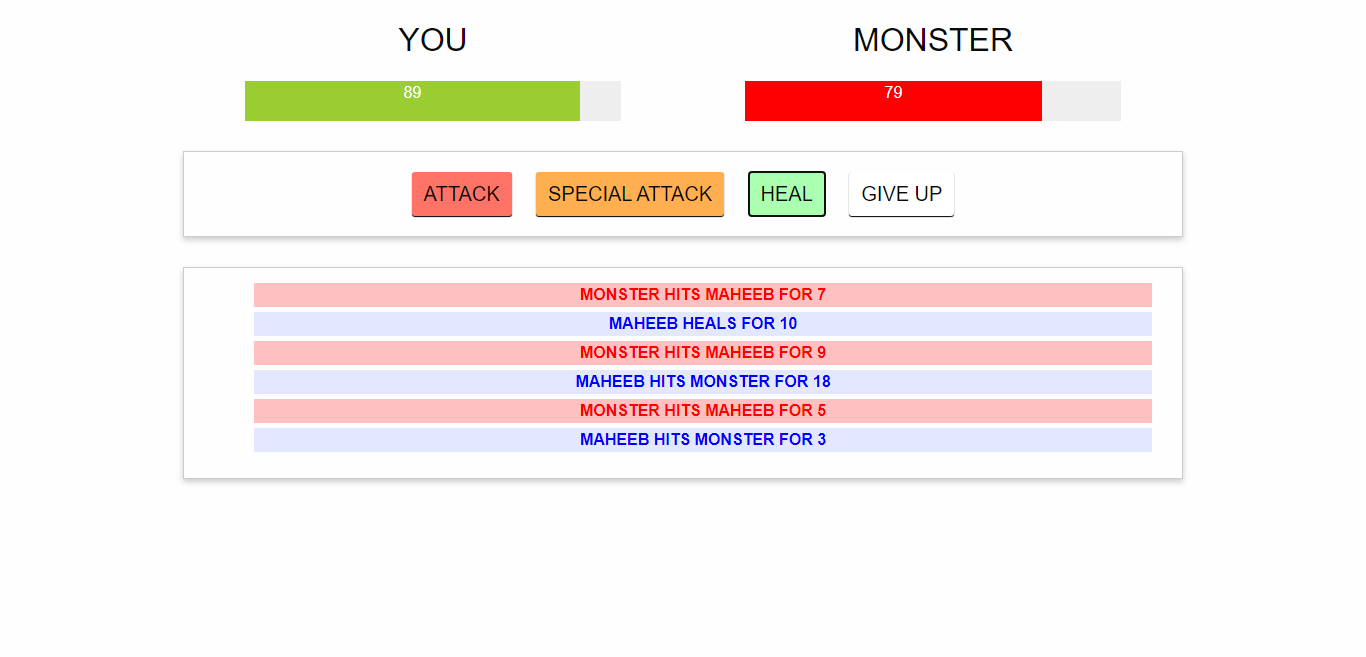 YOU MONSTER
89 79
ATTACK SPECIAL ATTACK HEAL GIVE UP
MONSTER HITS MAHEEB FOR 7
MAHEEB HEALS FOR 10
MONSTER HITS MAHEEB FOR 9
MAHEEB HITS MONSTER FOR 18
MONSTER HITS MAHEEB FOR 5
MAHEEB HITS MONSTER FOR 3